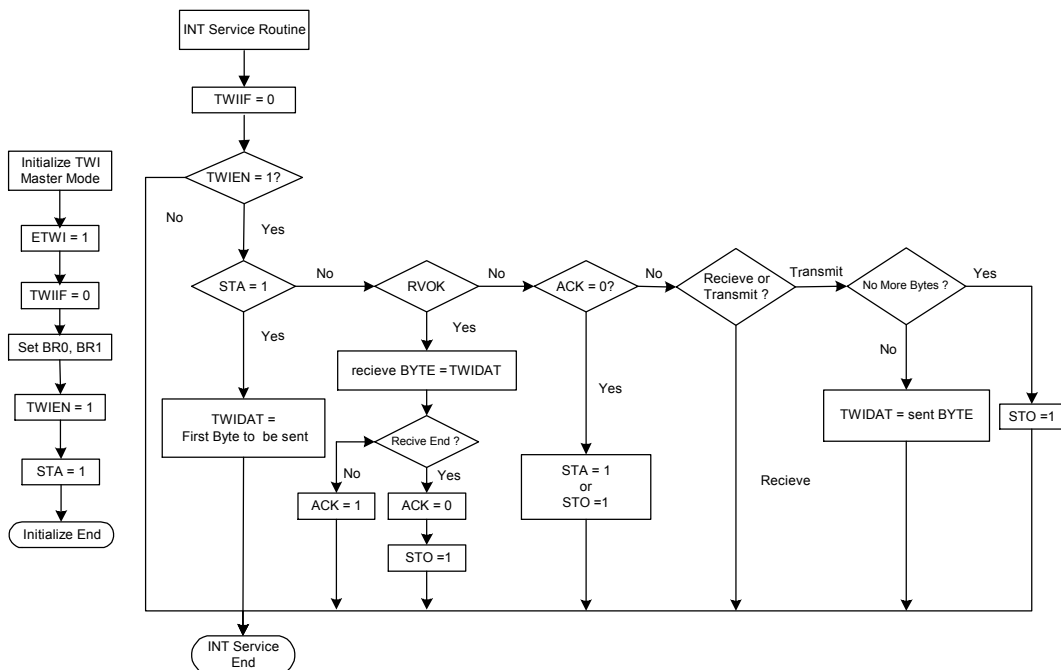 Initialize TWI
Master Mode
ETWI = 1
TWIIF = 0
Set BR0, BR1
TWIEN = 1
STA = 1
Initialize End
INT Service Routine
TWIIF = 0
TWIEN = 1?
No
Yes
STA = 1
No
Yes
TWIDAT =
First Byte to be sent
RVOK
No
Yes
recieve BYTE = TWIDAT
Recive End ?
No
Yes
ACK = 1
ACK = 0
STO =1
ACK = 0?
No
Yes
STA = 1
or
STO =1
Recieve or
Transmit ?
Transmit
Recieve
No More Bytes ?
Yes
No
TWIDAT = sent BYTE
STO =1
INT Service
End